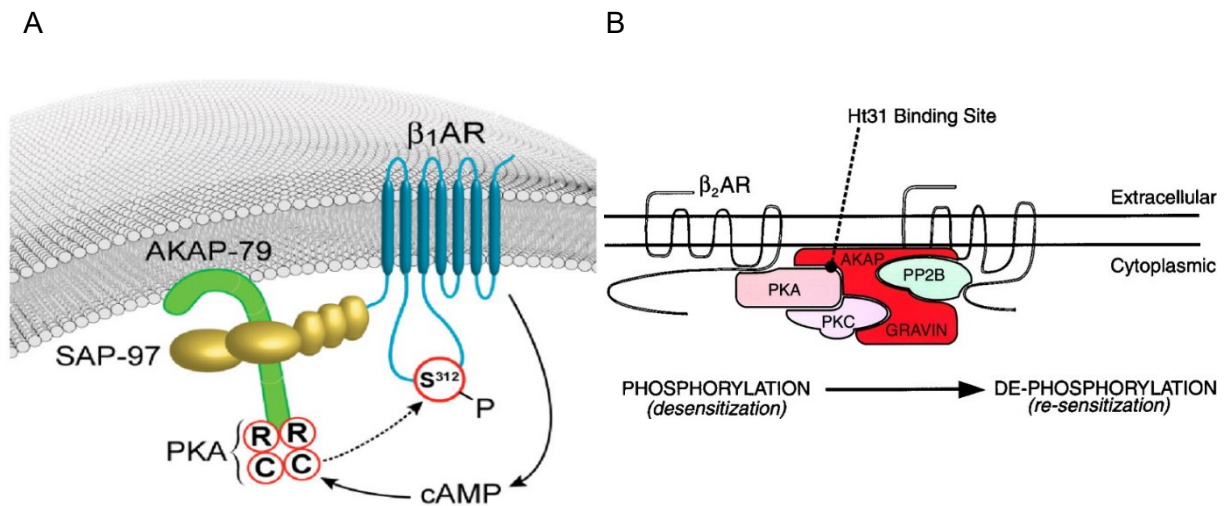 A
β₁AR
AKAP-79
SAP-97
S³¹²
P
PKA
R R
C C
cAMP
B
Ht31 Binding Site
β₂AR
Extracellular
Cytoplasmic
AKAP
PP2B
PKA
PKC
GRAVIN
PHOSPHORYLATION DE-PHOSPHORYLATION
(desensitization) (re-sensitization)